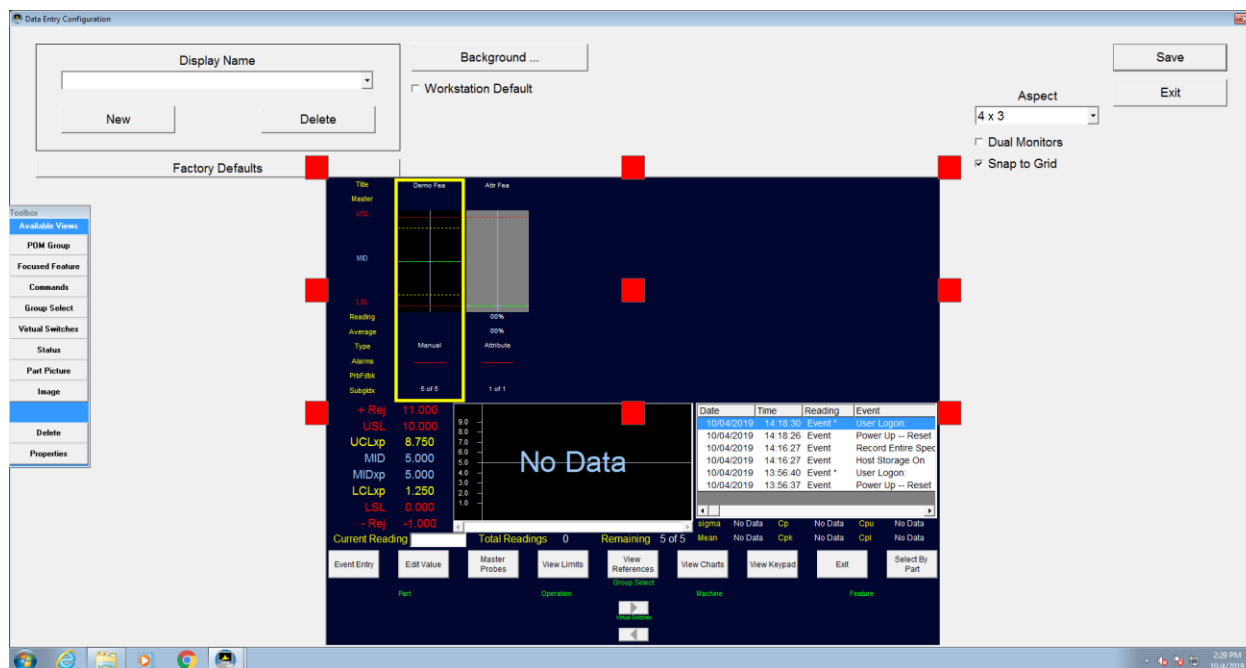 Data Entry Configuration
Display Name
New
Delete
Factory Defaults
Background ...
Workstation Default
Save
Exit
Aspect
4 x 3
Dual Monitors
Snap to Grid
Toolbox
Available Views
POM Group
Focused Feature
Commands
Group Select
Virtual Switches
Status
Part Picture
Image
Delete
Properties
Title Demo Fea Attr Fea
Master
USL
MID
LSL
Reading 00%
Average 00%
Type Manual Attribute
Alarms
PrbFdbk
SubgIdx 5 of 5 1 of 1
+ Rej 11.000
USL 10.000
UCLxp 8.750
MID 5.000
MIDxp 5.000
LCLxp 1.250
LSL 0.000
- Rej -1.000
9.0
8.0
7.0
6.0
5.0
4.0
3.0
2.0
1.0
No Data
Date Time Reading Event
10/04/2019 14:18:30 Event * User Logon:
10/04/2019 14:18:26 Event Power Up -- Reset
10/04/2019 14:16:27 Event Record Entire Spec
10/04/2019 14:16:27 Event Host Storage On
10/04/2019 13:56:40 Event * User Logon:
10/04/2019 13:56:37 Event Power Up -- Reset
sigma No Data Cp No Data Cpu No Data
Mean No Data Cpk No Data Cpl No Data
Current Reading Total Readings 0 Remaining 5 of 5
Event Entry
Edit Value
Master
Probes
View Limits
View
References
View Charts
View Keypad
Exit
Select By
Part
Group Select
Part Operation Machine Feature
Virtual Switches
2:29 PM
10/4/2019